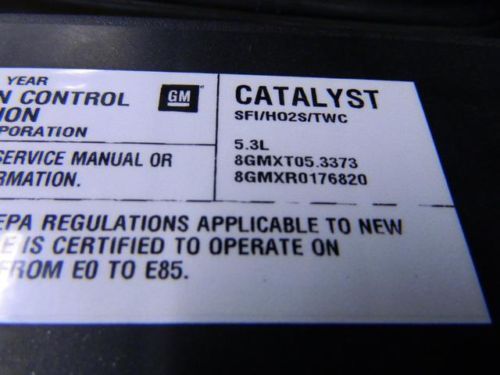 YEAR
N CONTROL
ION
RPORATION
SERVICE MANUAL OR
RMATION.
GM
CATALYST
SFI/HO2S/TWC
5.3L
8GMXT05.3373
8GMXR0176820
EPA REGULATIONS APPLICABLE TO NEW
E IS CERTIFIED TO OPERATE ON
FROM E0 TO E85.